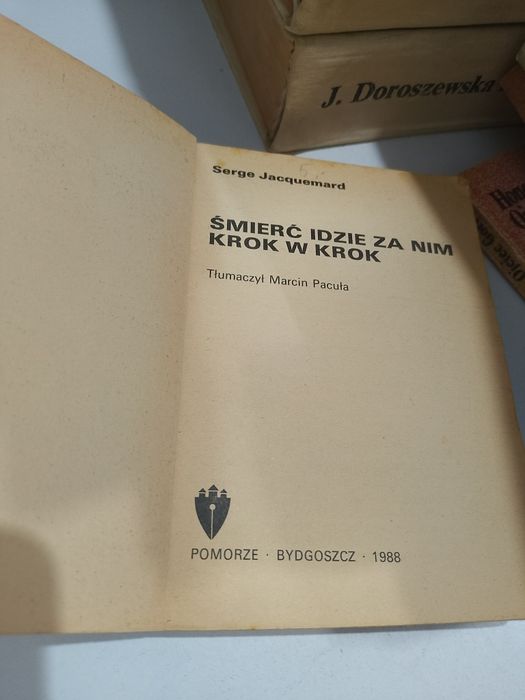 J. Doroszewska
Serge Jacquemard
ŚMIERĆ IDZIE ZA NIM
KROK W KROK
Tłumaczył Marcin Pacuła
POMORZE · BYDGOSZCZ · 1988